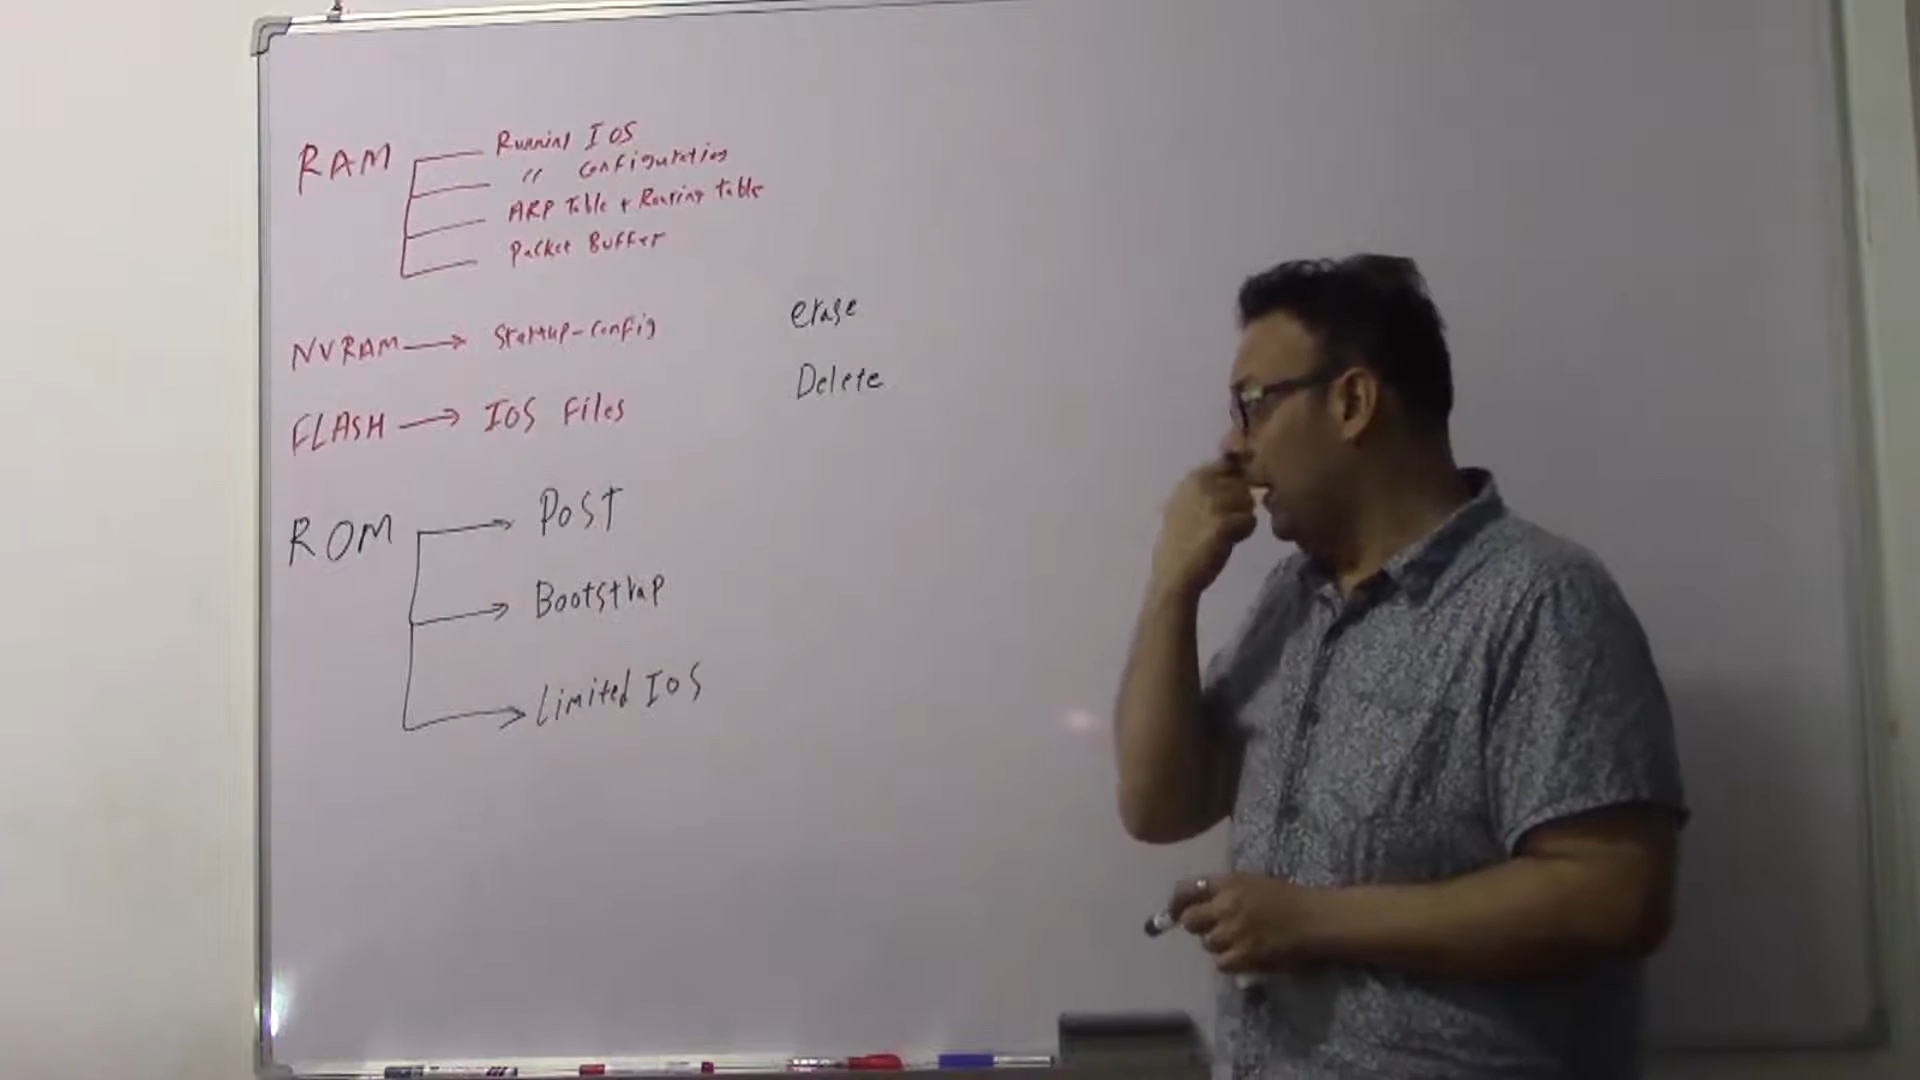 RAM
Running IOS
" Configuration
ARP Table + Routing table
Packet Buffer
NVRAM → Startup-config
erase
Delete
FLASH → IOS Files
ROM
POST
Bootstrap
Limited IOS